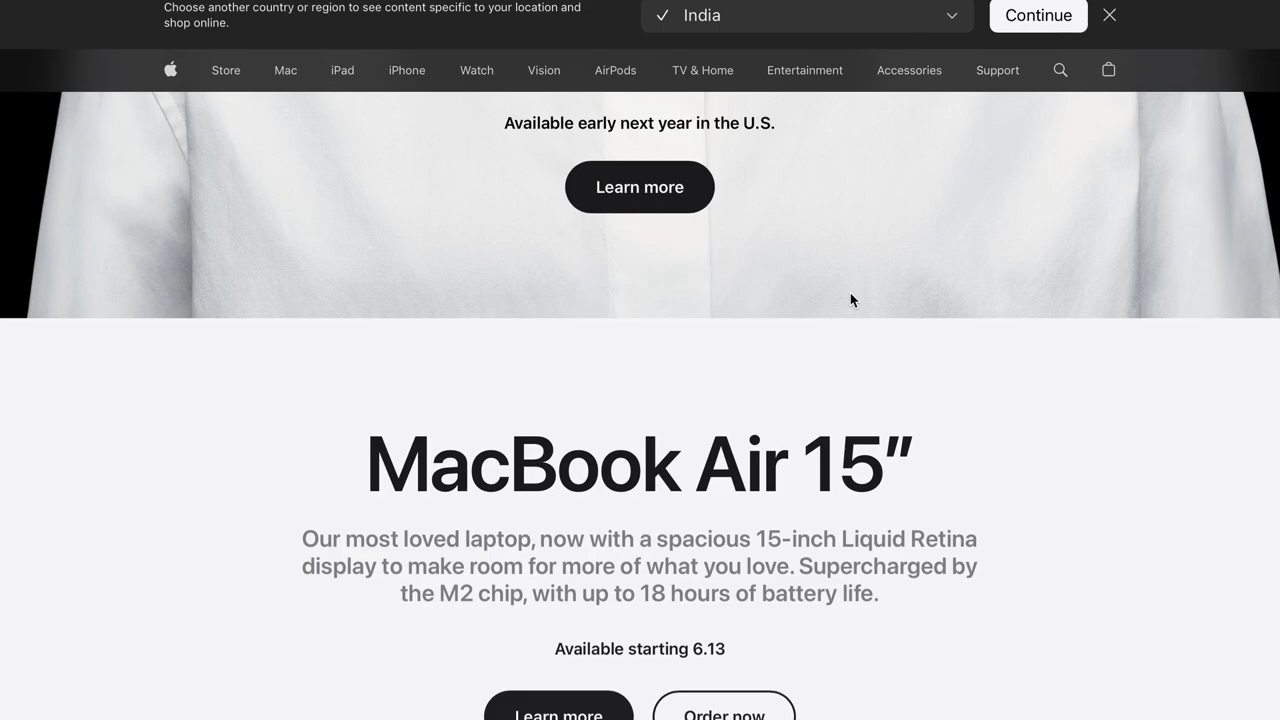 Choose another country or region to see content specific to your location and
shop online.
India
Continue
Store Mac iPad iPhone Watch Vision AirPods TV & Home Entertainment Accessories Support
Available early next year in the U.S.
Learn more
MacBook Air 15″
Our most loved laptop, now with a spacious 15-inch Liquid Retina
display to make room for more of what you love. Supercharged by
the M2 chip, with up to 18 hours of battery life.
Available starting 6.13
Learn more Order now